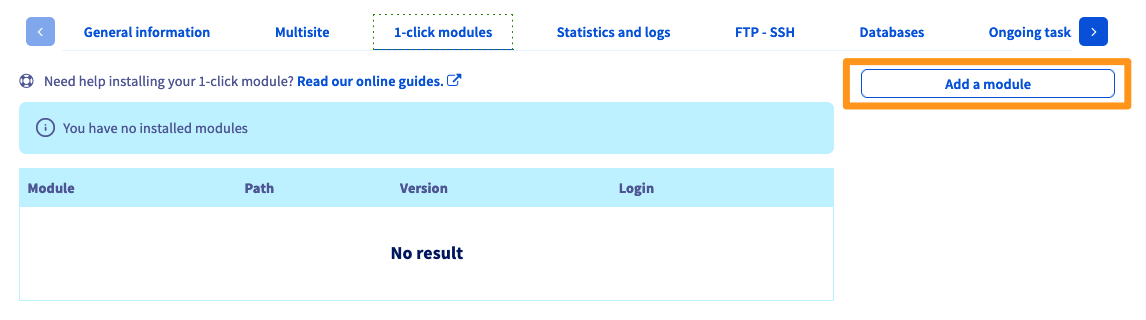 General information Multisite 1-click modules Statistics and logs FTP - SSH Databases Ongoing task
Need help installing your 1-click module? Read our online guides.
Add a module
You have no installed modules
Module Path Version Login
No result